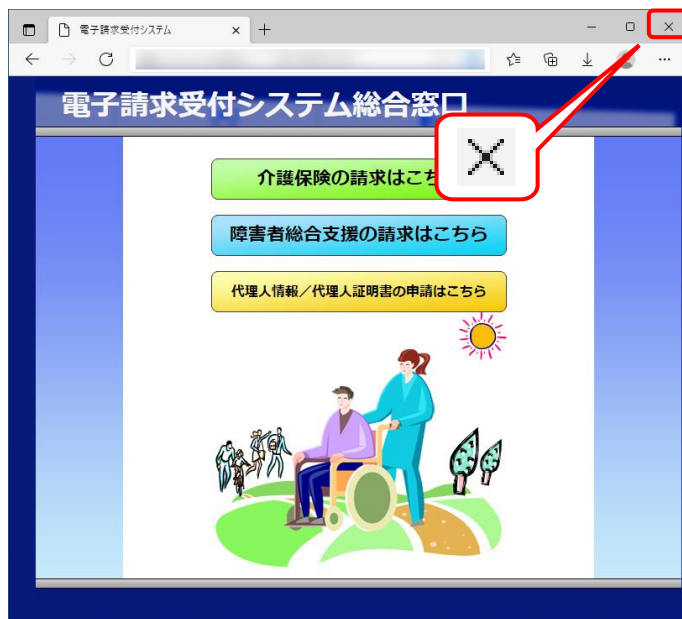 電子請求受付システム
電子請求受付システム総合窓口
介護保険の請求はこち
障害者総合支援の請求はこちら
代理人情報／代理人証明書の申請はこちら